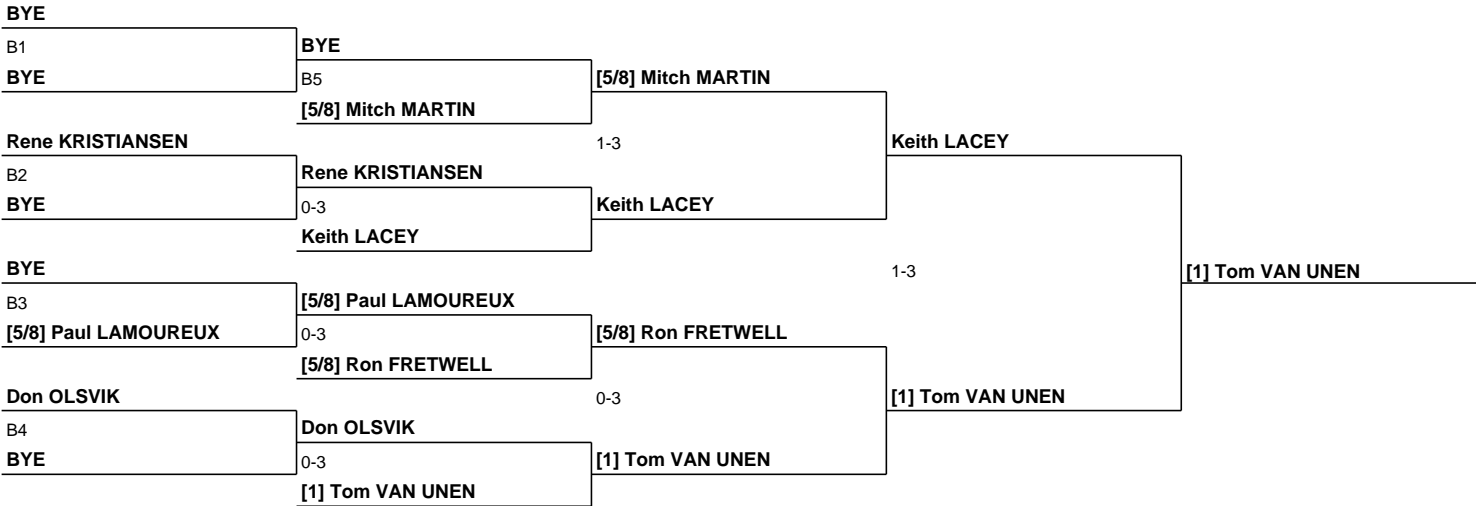 BYE
B1
BYE
BYE
B5
[5/8] Mitch MARTIN
[5/8] Mitch MARTIN
Rene KRISTIANSEN
1-3
Keith LACEY
B2
Rene KRISTIANSEN
BYE
0-3
Keith LACEY
Keith LACEY
BYE
1-3
[1] Tom VAN UNEN
B3
[5/8] Paul LAMOUREUX
[5/8] Paul LAMOUREUX
0-3
[5/8] Ron FRETWELL
[5/8] Ron FRETWELL
Don OLSVIK
0-3
[1] Tom VAN UNEN
B4
Don OLSVIK
BYE
0-3
[1] Tom VAN UNEN
[1] Tom VAN UNEN